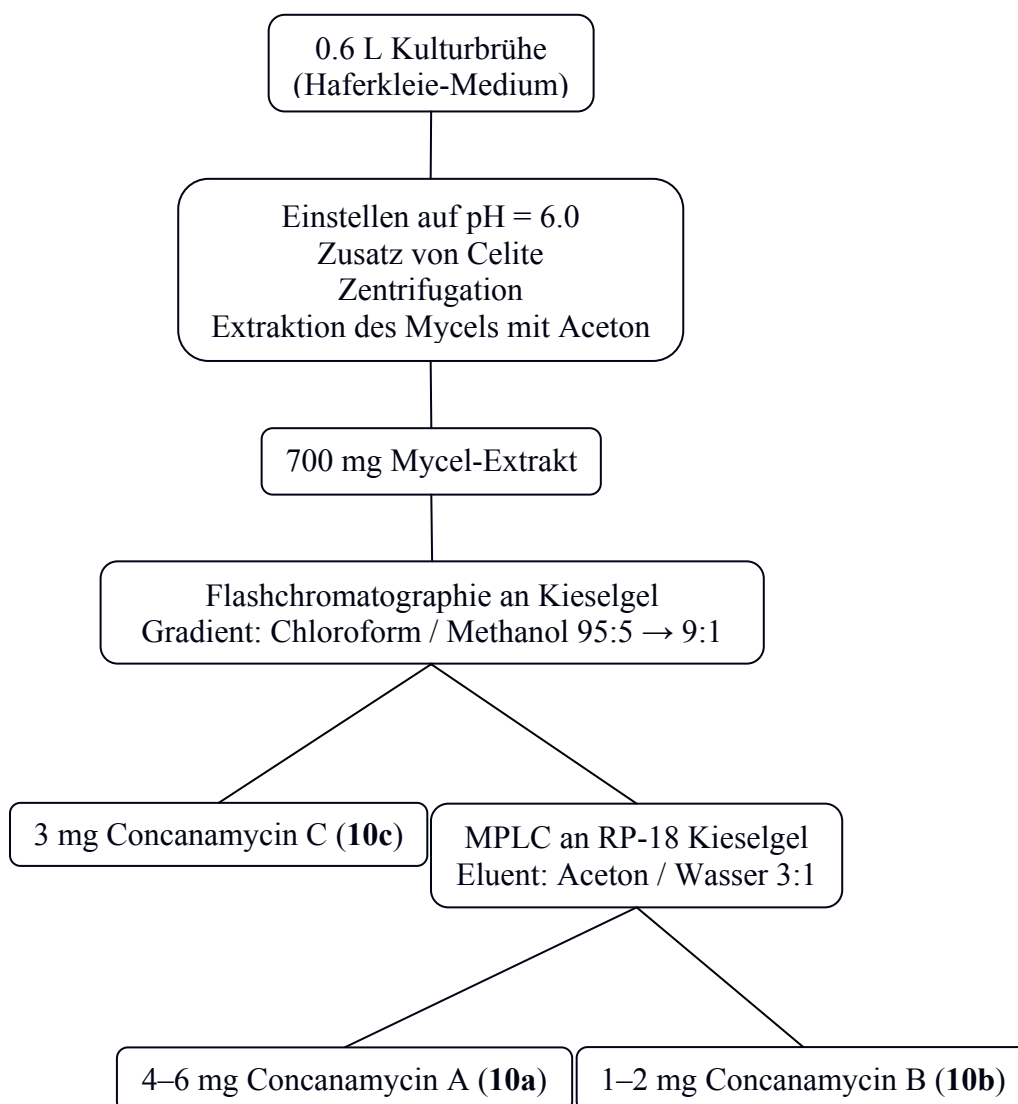 0.6 L Kulturbrühe
(Haferkleie-Medium)
Einstellen auf pH = 6.0
Zusatz von Celite
Zentrifugation
Extraktion des Mycels mit Aceton
700 mg Mycel-Extrakt
Flashchromatographie an Kieselgel
Gradient: Chloroform / Methanol 95:5 → 9:1
3 mg Concanamycin C (10c)
MPLC an RP-18 Kieselgel
Eluent: Aceton / Wasser 3:1
4–6 mg Concanamycin A (10a)
1–2 mg Concanamycin B (10b)